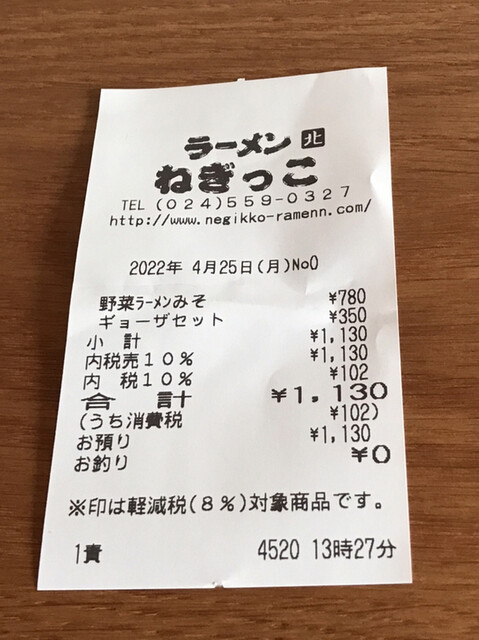 ラーメン 北
ねぎっこ
TEL (024)559-0327
http://www.negikko-ramenn.com/
2022年 4月25日(月)No0
野菜ラーメンみそ ¥780
ギョーザセット ¥350
小 計 ¥1,130
内税売10% ¥1,130
内 税10% ¥102
合 計 ¥1,130
(うち消費税 ¥102)
お預り ¥1,130
お釣り ¥0
※印は軽減税(8%)対象商品です。
1責 4520 13時27分